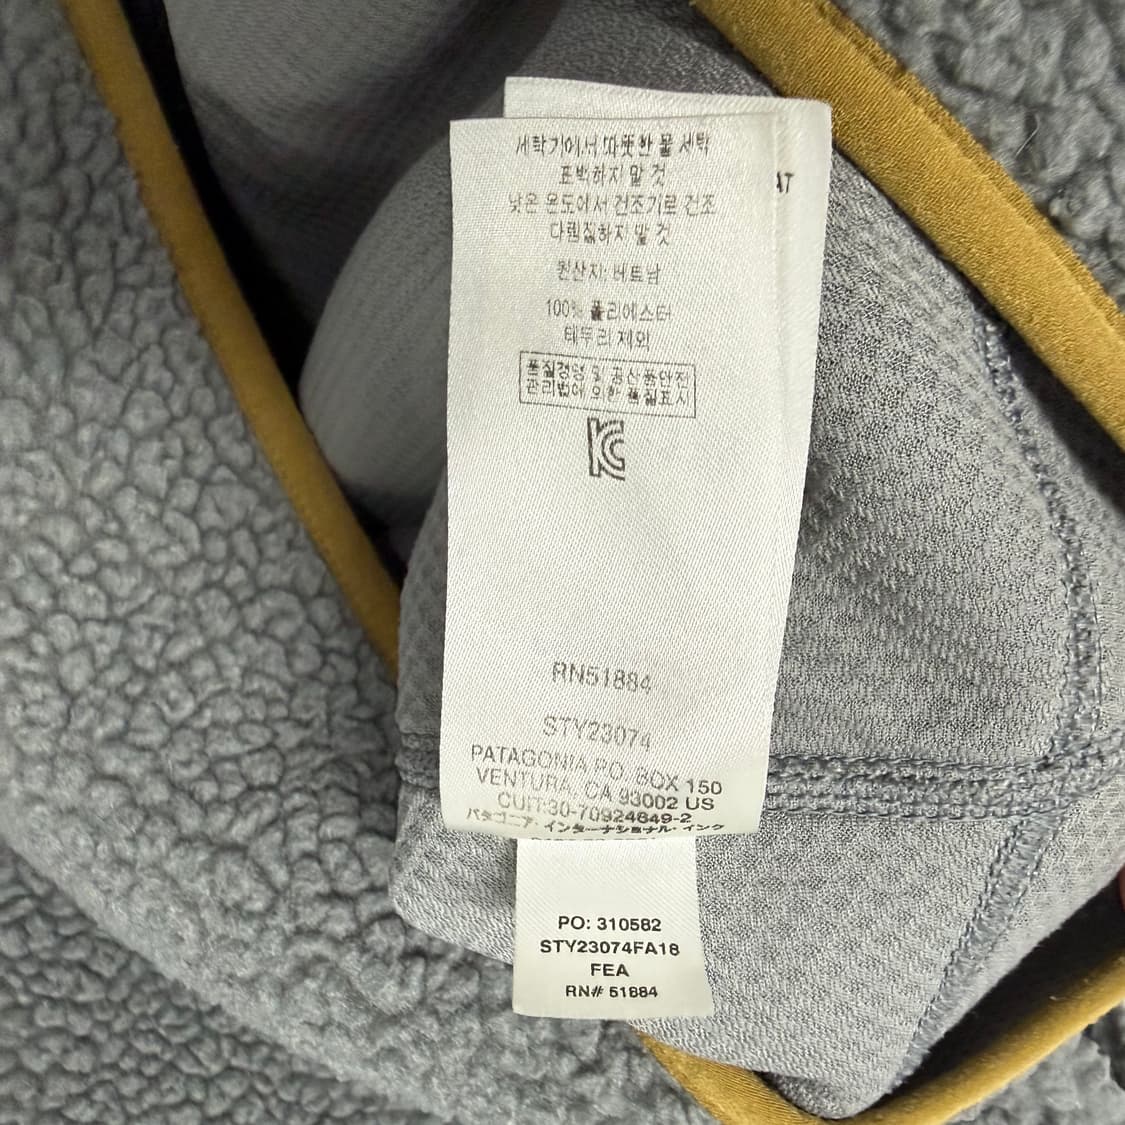 세탁기에서 따뜻한 물 세탁
표백하지 말 것
낮은 온도에서 건조기로 건조
다림질하지 말 것
원산지: 베트남
100% 폴리에스터
테두리 제외
품질경영 및 공산품안전
관리법에 의한 품질표시
AT
RN51884
STY23074
PATAGONIA P.O. BOX 150
VENTURA, CA 93002 US
CUIT:30-70924849-2
パタゴニア・インターナショナル・インク
PO: 310582
STY23074FA18
FEA
RN# 51884